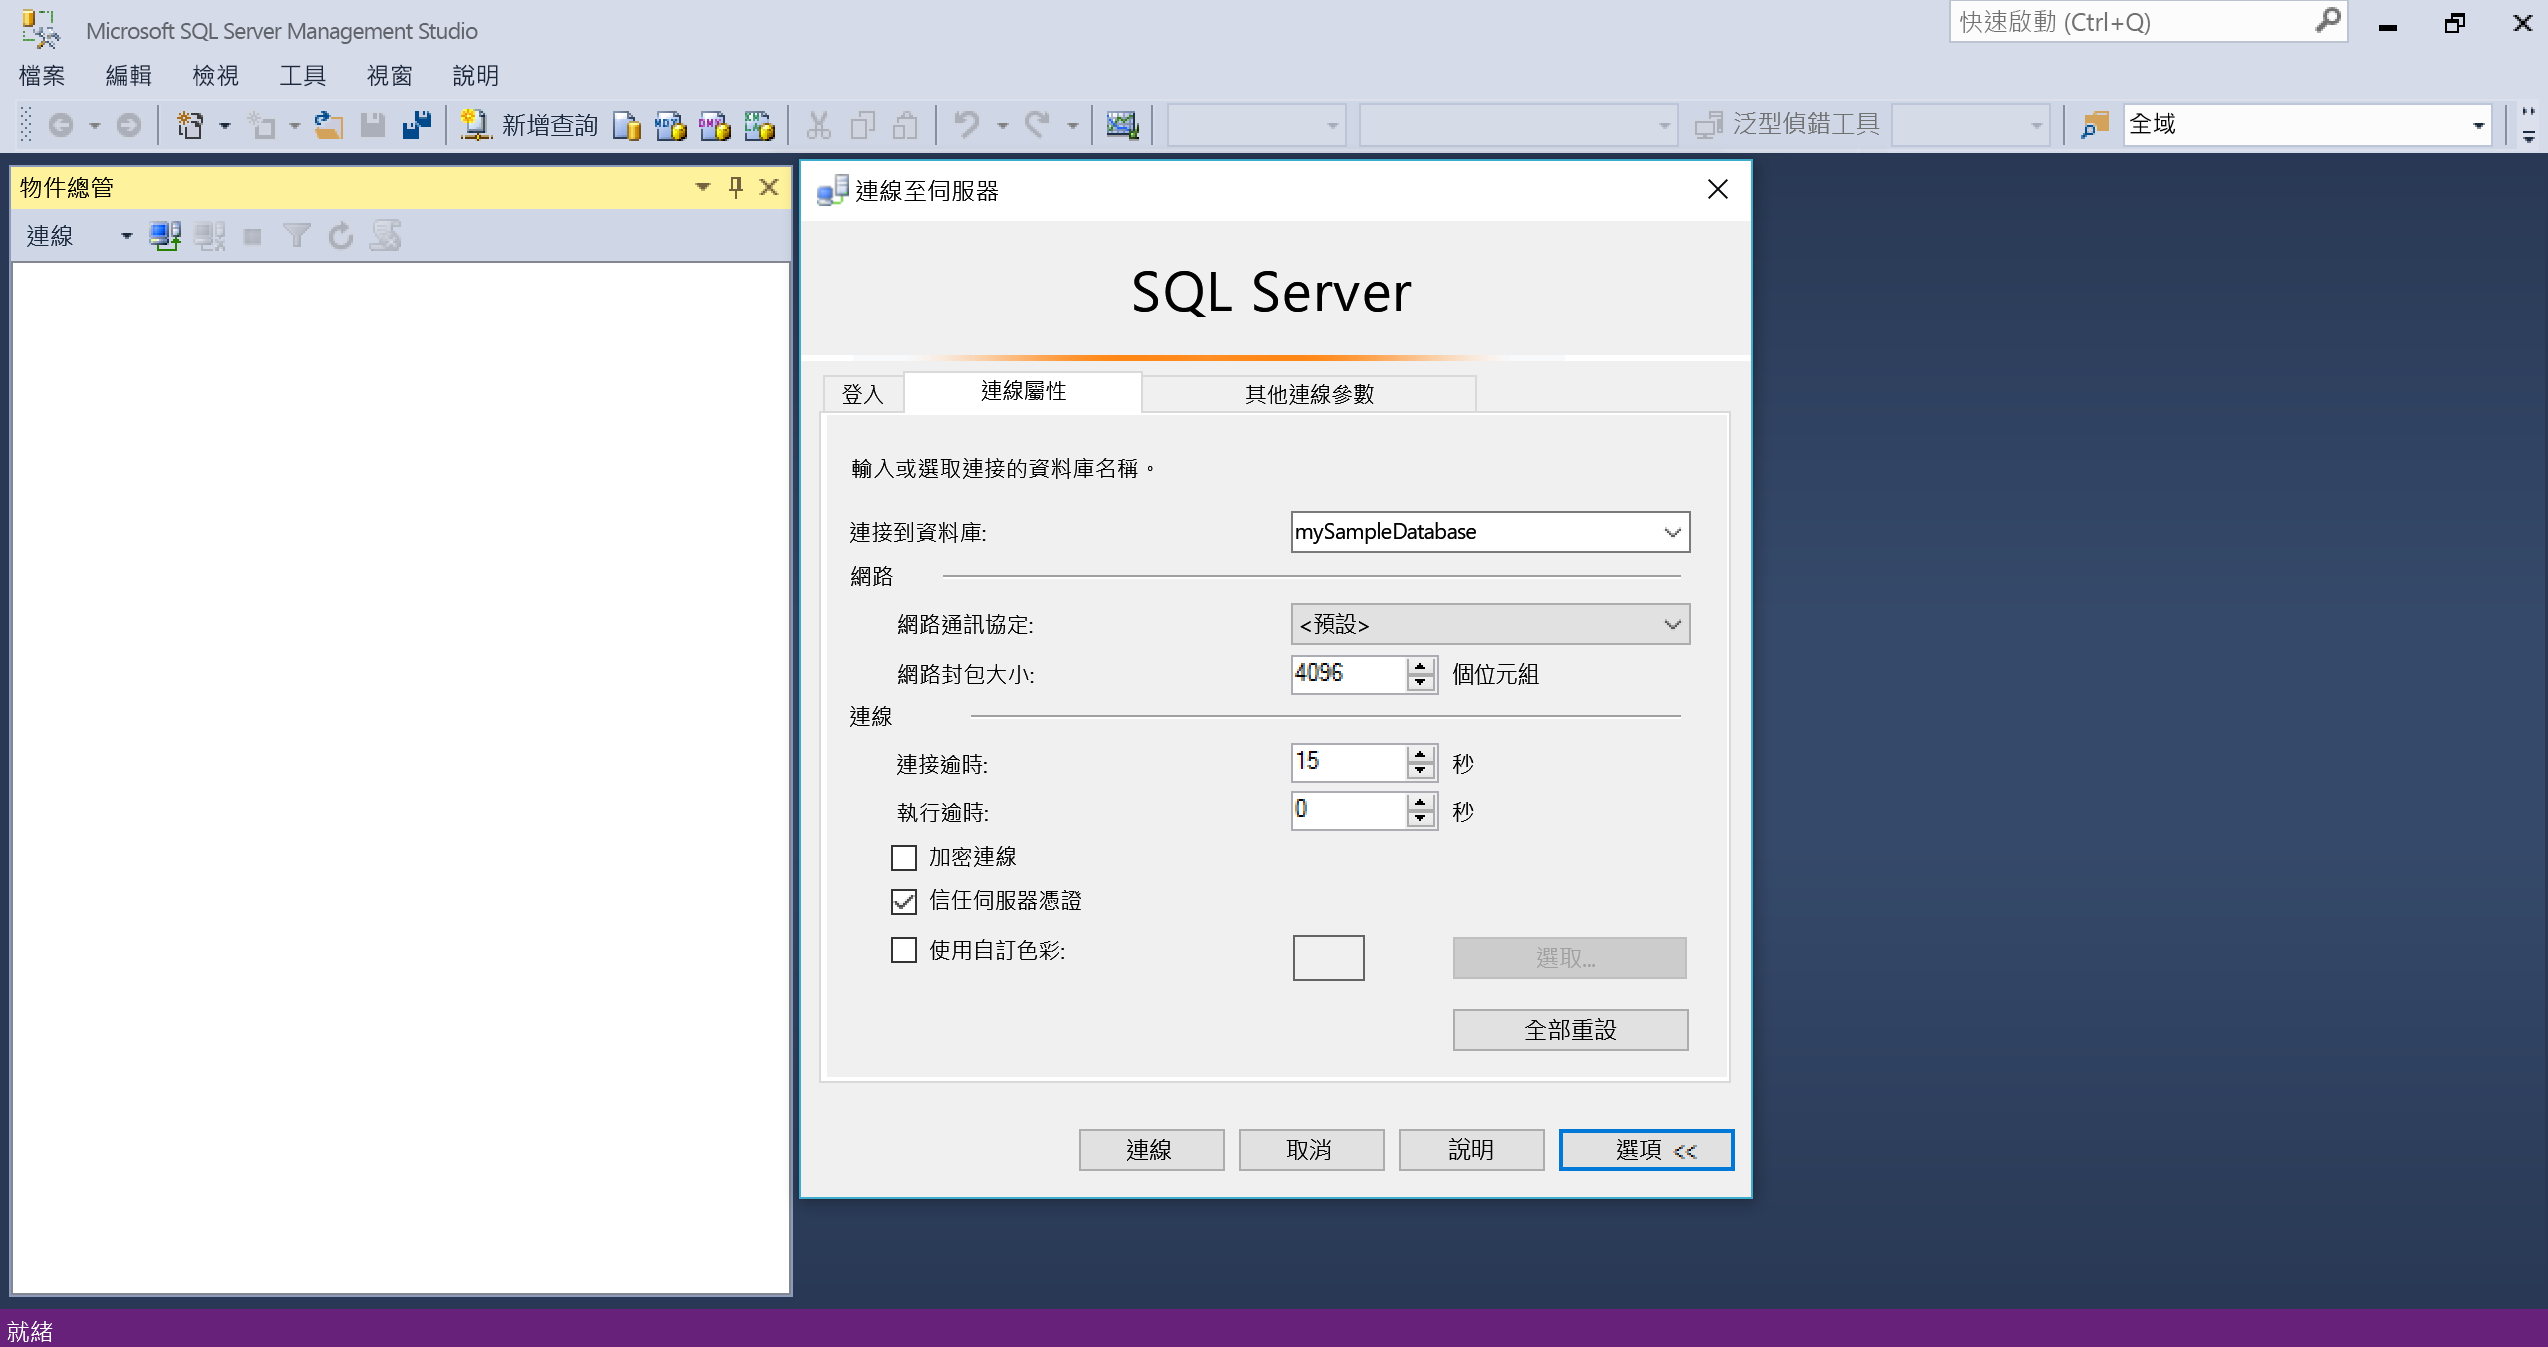 Microsoft SQL Server Management Studio
快速啟動 (Ctrl+Q)
檔案 編輯 檢視 工具 視窗 說明
新增查詢
泛型偵錯工具
全域
物件總管
連線
連線至伺服器
SQL Server
登入 連線屬性 其他連線參數
輸入或選取連接的資料庫名稱。
連接到資料庫: mySampleDatabase
網路
網路通訊協定: <預設>
網路封包大小: 4096 個位元組
連線
連接逾時: 15 秒
執行逾時: 0 秒
加密連線
信任伺服器憑證
使用自訂色彩: 選取...
全部重設
連線 取消 說明 選項 <<
就緒